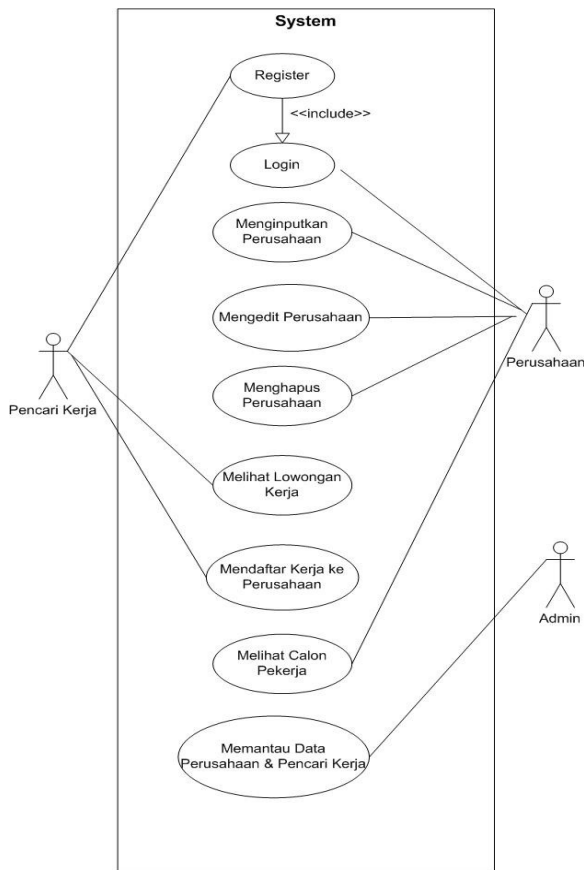 System
Register
<<include>>
Login
Menginputkan
Perusahaan
Mengedit Perusahaan
Perusahaan
Menghapus
Perusahaan
Pencari Kerja
Melihat Lowongan
Kerja
Mendaftar Kerja ke
Perusahaan
Admin
Melihat Calon
Pekerja
Memantau Data
Perusahaan & Pencari Kerja